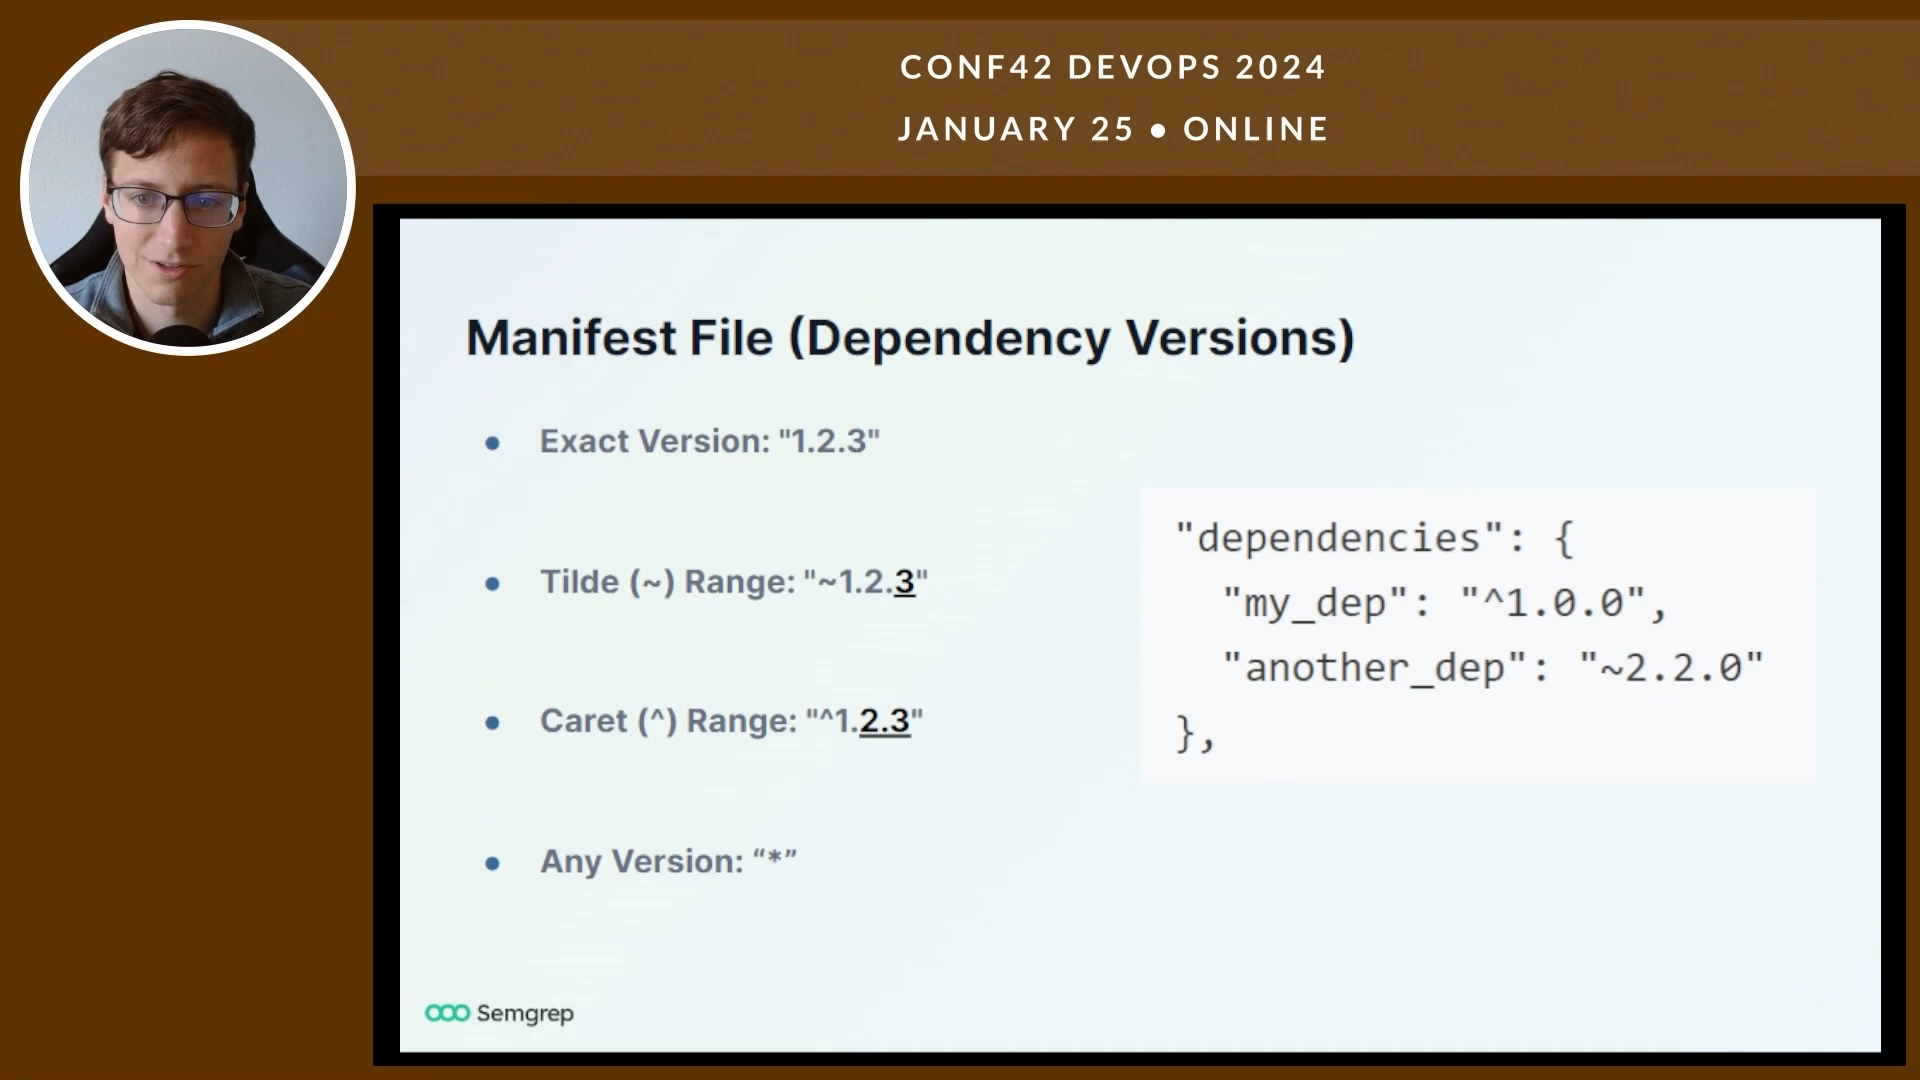 CONF42 DEVOPS 2024
JANUARY 25 • ONLINE
Manifest File (Dependency Versions)
● Exact Version: "1.2.3"
● Tilde (~) Range: "~1.2.3"
● Caret (^) Range: "^1.2.3"
● Any Version: “*”
"dependencies": {
"my_dep": "^1.0.0",
"another_dep": "~2.2.0"
},
Semgrep